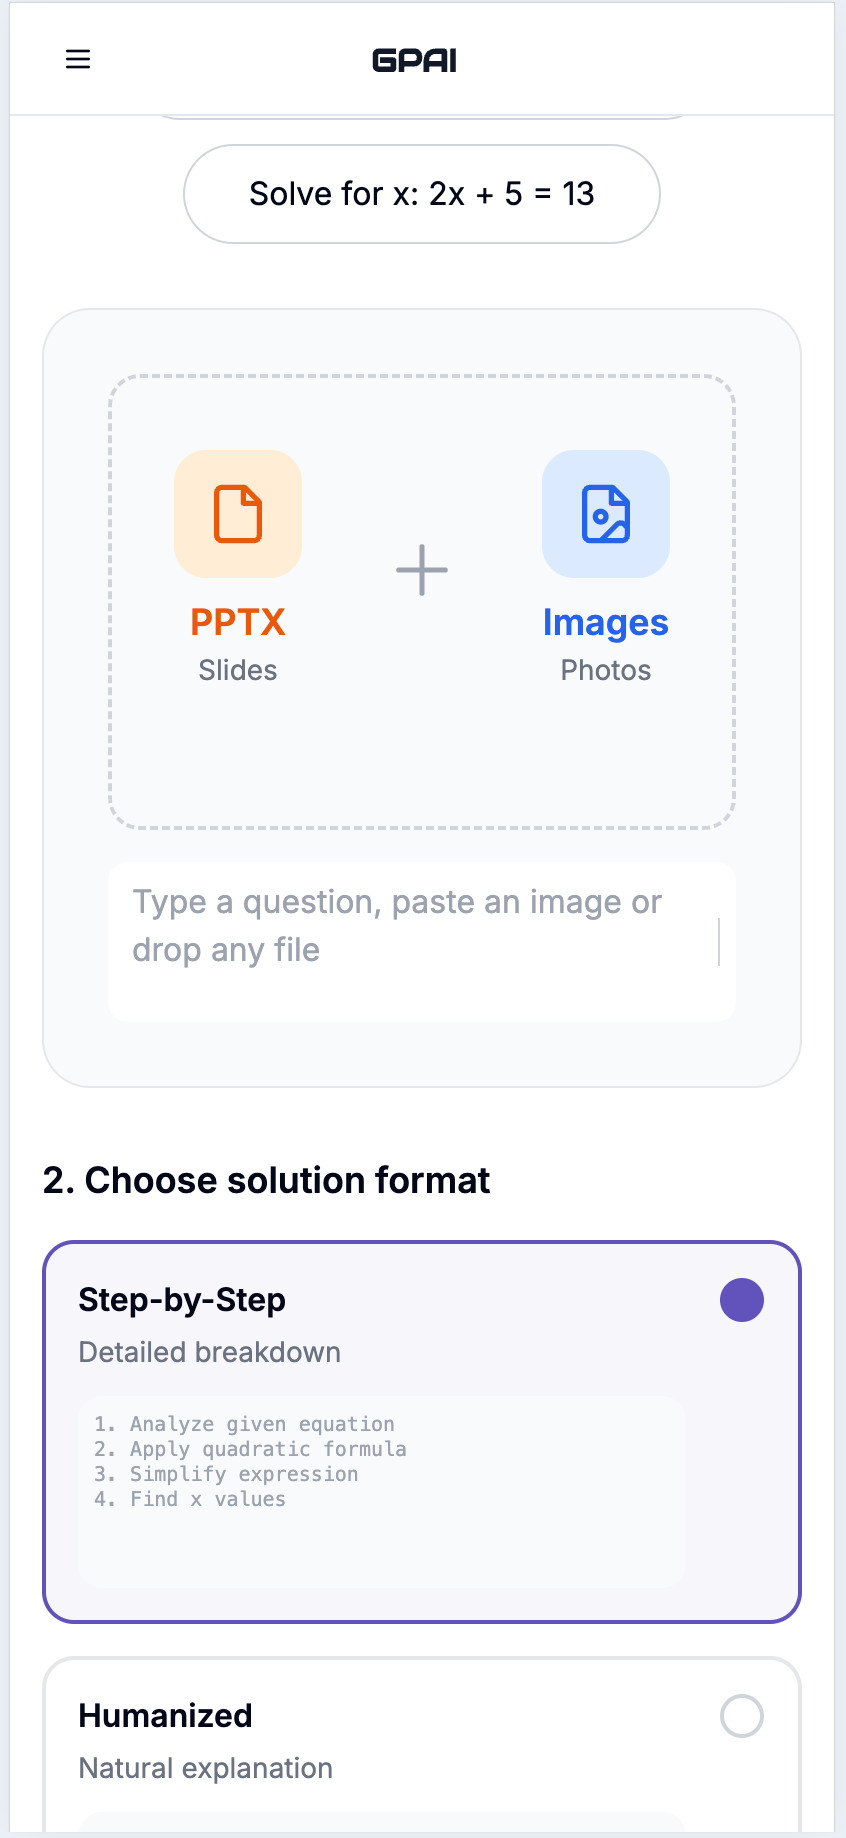 GPAI
Solve for x: 2x + 5 = 13
PPTX
Slides
Images
Photos
Type a question, paste an image or
drop any file
2. Choose solution format
Step-by-Step
Detailed breakdown
1. Analyze given equation
2. Apply quadratic formula
3. Simplify expression
4. Find x values
Humanized
Natural explanation